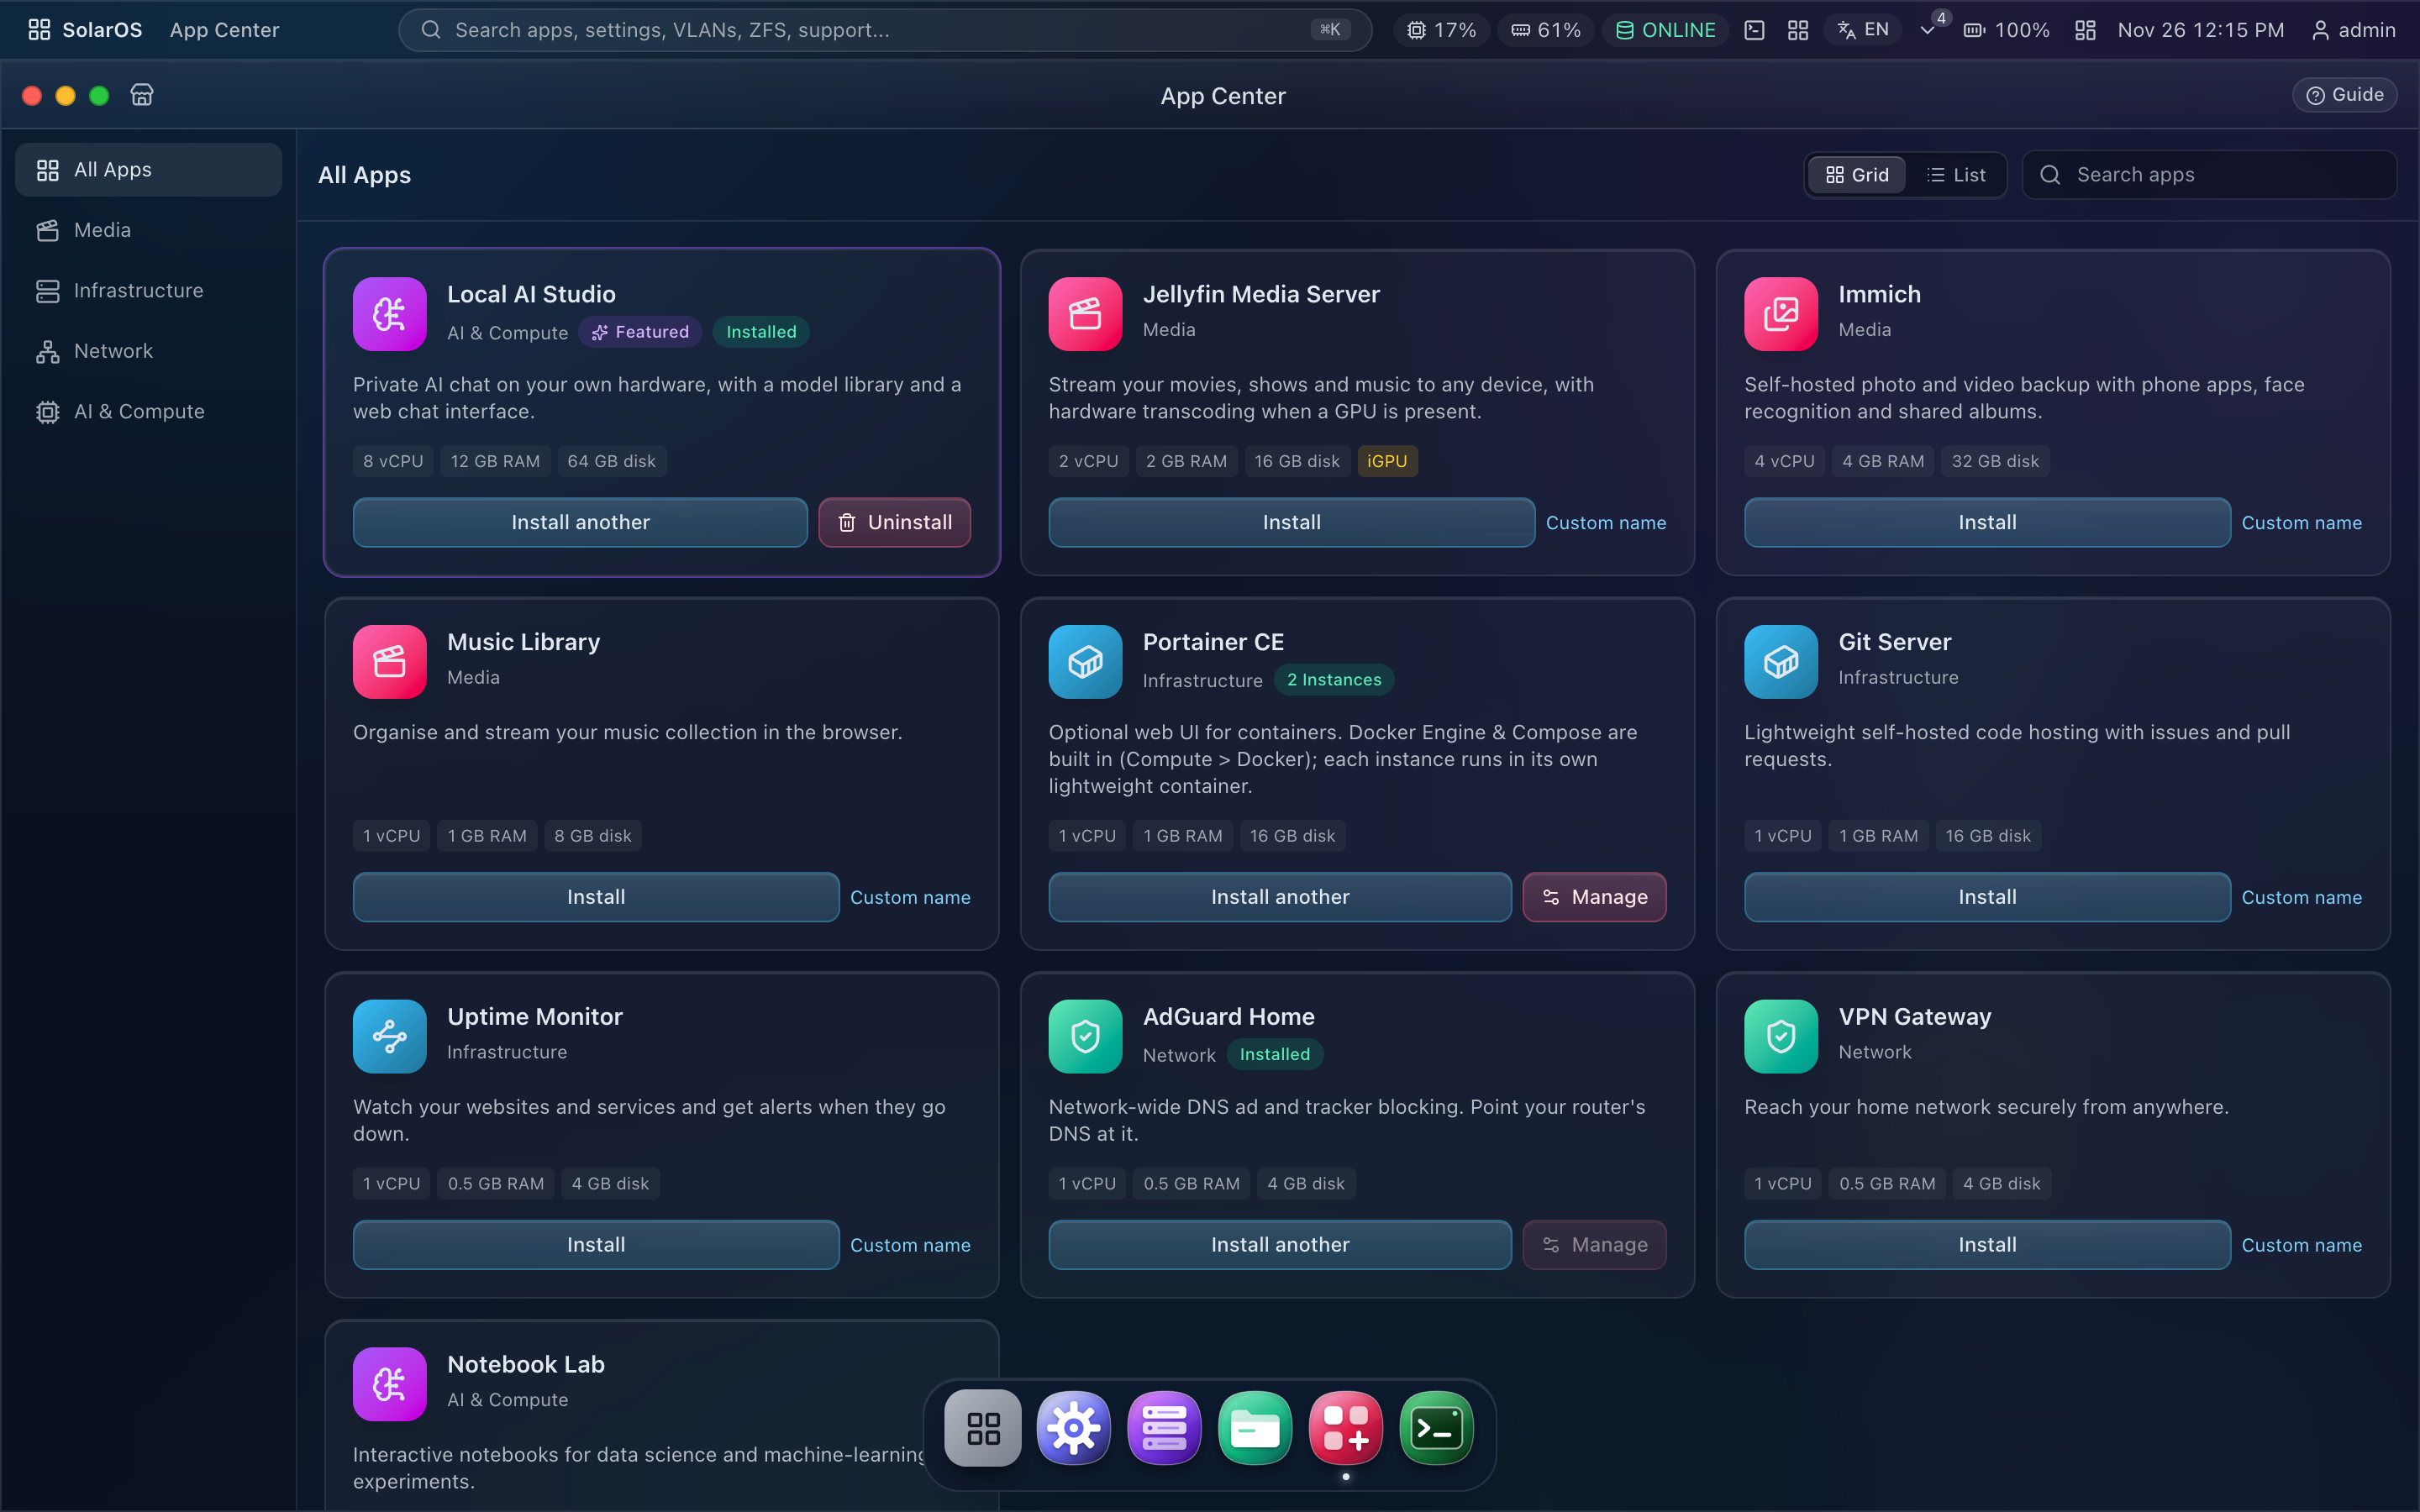 SolarOS App Center Search apps, settings, VLANs, ZFS, support... ⌘K 17% 61% ONLINE EN 4 100% Nov 26 12:15 PM admin
App Center
Guide
All Apps
Media
Infrastructure
Network
AI & Compute
All Apps
Grid List Search apps
Local AI Studio
AI & Compute Featured Installed
Private AI chat on your own hardware, with a model library and a
web chat interface.
8 vCPU 12 GB RAM 64 GB disk
Install another Uninstall
Jellyfin Media Server
Media
Stream your movies, shows and music to any device, with
hardware transcoding when a GPU is present.
2 vCPU 2 GB RAM 16 GB disk iGPU
Install Custom name
Immich
Media
Self-hosted photo and video backup with phone apps, face
recognition and shared albums.
4 vCPU 4 GB RAM 32 GB disk
Install Custom name
Music Library
Media
Organise and stream your music collection in the browser.
1 vCPU 1 GB RAM 8 GB disk
Install Custom name
Portainer CE
Infrastructure 2 Instances
Optional web UI for containers. Docker Engine & Compose are
built in (Compute > Docker); each instance runs in its own
lightweight container.
1 vCPU 1 GB RAM 16 GB disk
Install another Manage
Git Server
Infrastructure
Lightweight self-hosted code hosting with issues and pull
requests.
1 vCPU 1 GB RAM 16 GB disk
Install Custom name
Uptime Monitor
Infrastructure
Watch your websites and services and get alerts when they go
down.
1 vCPU 0.5 GB RAM 4 GB disk
Install Custom name
AdGuard Home
Network Installed
Network-wide DNS ad and tracker blocking. Point your router's
DNS at it.
1 vCPU 0.5 GB RAM 4 GB disk
Install another Manage
VPN Gateway
Network
Reach your home network securely from anywhere.
1 vCPU 0.5 GB RAM 4 GB disk
Install Custom name
Notebook Lab
AI & Compute
Interactive notebooks for data science and machine-learning
experiments.